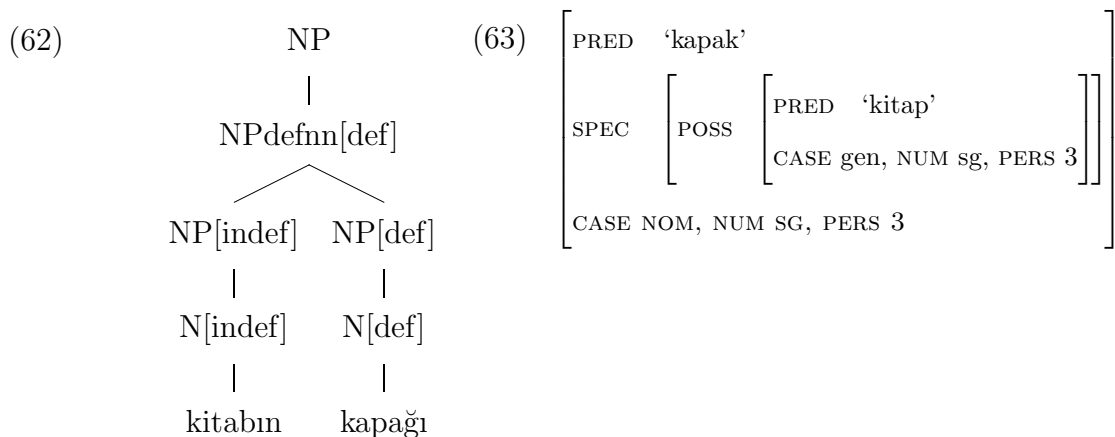 (62)
NP
NPdefnn[def]
NP[indef] NP[def]
N[indef] N[def]
kitabın kapağı
(63)
PRED ‘kapak’
SPEC POSS PRED ‘kitap’
CASE gen, NUM sg, PERS 3
CASE NOM, NUM SG, PERS 3